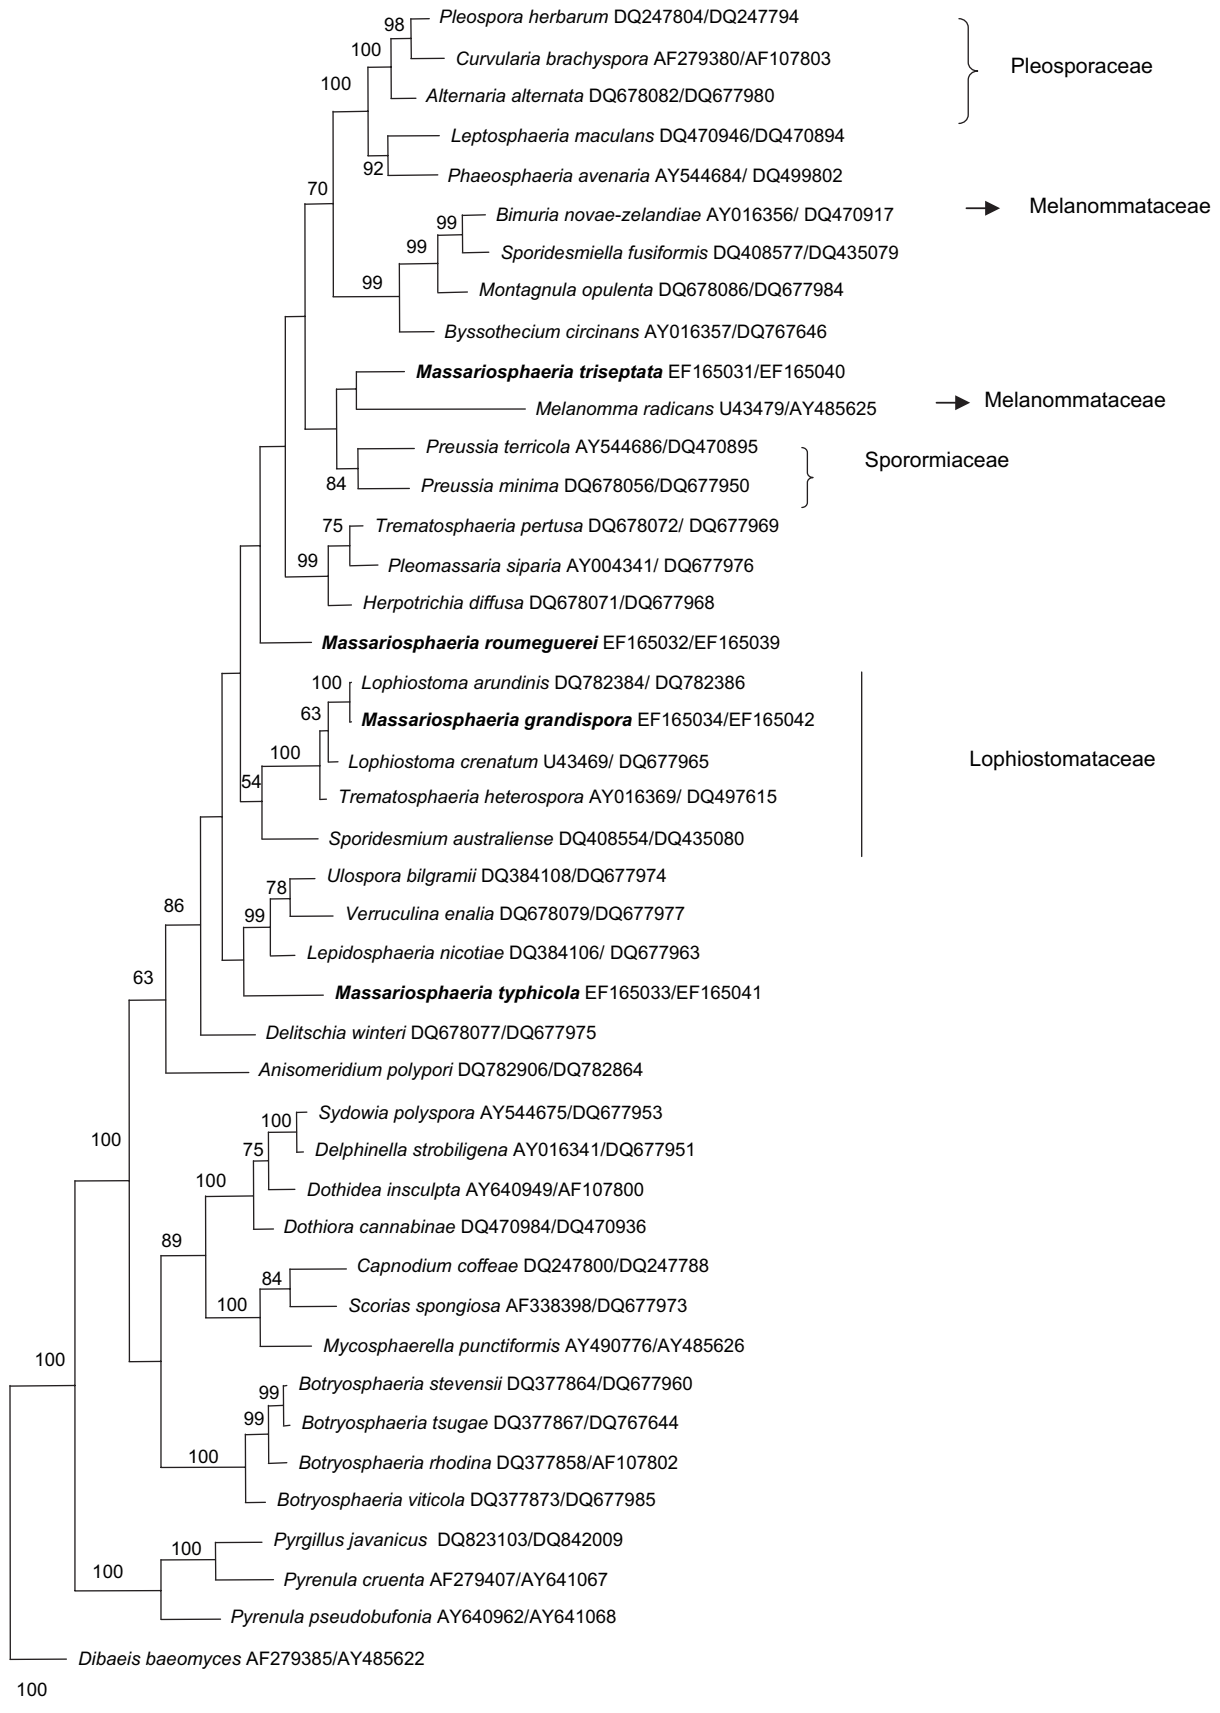 98
Pleospora herbarum DQ247804/DQ247794
100
Curvularia brachyspora AF279380/AF107803
Pleosporaceae
100
Alternaria alternata DQ678082/DQ677980
Leptosphaeria maculans DQ470946/DQ470894
92
Phaeosphaeria avenaria AY544684/ DQ499802
70
Bimuria novae-zelandiae AY016356/ DQ470917
Melanommataceae
99
99
Sporidesmiella fusiformis DQ408577/DQ435079
99
Montagnula opulenta DQ678086/DQ677984
Byssothecium circinans AY016357/DQ767646
Massariosphaeria triseptata EF165031/EF165040
Melanomma radicans U43479/AY485625
Melanommataceae
Preussia terricola AY544686/DQ470895
Sporormiaceae
84
Preussia minima DQ678056/DQ677950
75
Trematosphaeria pertusa DQ678072/ DQ677969
99
Pleomassaria siparia AY004341/ DQ677976
Herpotrichia diffusa DQ678071/DQ677968
Massariosphaeria roumeguerei EF165032/EF165039
100
Lophiostoma arundinis DQ782384/ DQ782386
63
Massariosphaeria grandispora EF165034/EF165042
100
Lophiostoma crenatum U43469/ DQ677965
Lophiostomataceae
54
Trematosphaeria heterospora AY016369/ DQ497615
Sporidesmium australiense DQ408554/DQ435080
Ulospora bilgramii DQ384108/DQ677974
78
86
99
Verruculina enalia DQ678079/DQ677977
Lepidosphaeria nicotiae DQ384106/ DQ677963
63
Massariosphaeria typhicola EF165033/EF165041
Delitschia winteri DQ678077/DQ677975
Anisomeridium polypori DQ782906/DQ782864
Sydowia polyspora AY544675/DQ677953
100
100
75
Delphinella strobiligena AY016341/DQ677951
100
Dothidea insculpta AY640949/AF107800
Dothiora cannabinae DQ470984/DQ470936
89
Capnodium coffeae DQ247800/DQ247788
84
100
Scorias spongiosa AF338398/DQ677973
Mycosphaerella punctiformis AY490776/AY485626
100
Botryosphaeria stevensii DQ377864/DQ677960
99
99
Botryosphaeria tsugae DQ377867/DQ767644
100
Botryosphaeria rhodina DQ377858/AF107802
Botryosphaeria viticola DQ377873/DQ677985
Pyrgillus javanicus DQ823103/DQ842009
100
100
Pyrenula cruenta AF279407/AY641067
Pyrenula pseudobufonia AY640962/AY641068
Dibaeis baeomyces AF279385/AY485622
100